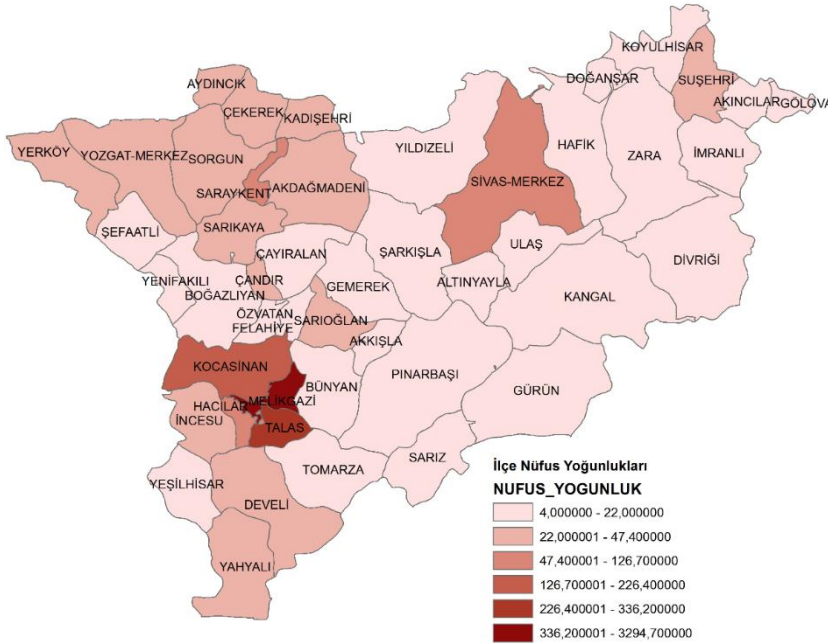 KOYULHİSAR
DOĞANŞAR
SUŞEHRİ
AKINCILAR
GÖLOVA
AYDINCIK
ÇEKEREK
KADIŞEHRİ
YERKÖY
YOZGAT-MERKEZ
SORGUN
YILDIZELİ
HAFİK
ZARA
İMRANLI
SARAYKENT
AKDAĞMADENİ
SİVAS-MERKEZ
ŞEFAATLİ
SARIKAYA
ÇAYIRALAN
ŞARKIŞLA
ULAŞ
DİVRİĞİ
YENİFAKILI
ÇANDIR
BOĞAZLIYAN
GEMEREK
ALTINYAYLA
KANGAL
ÖZVATAN
FELAHİYE
SARIOĞLAN
AKKIŞLA
KOCASİNAN
BÜNYAN
PINARBAŞI
GÜRÜN
HACILAR
MELİKGAZİ
İNCESU
TALAS
TOMARZA
SARIZ
YEŞİLHİSAR
DEVELİ
YAHYALI
İlçe Nüfus Yoğunlukları
NUFUS_YOGUNLUK
4,000000 - 22,000000
22,000001 - 47,400000
47,400001 - 126,700000
126,700001 - 226,400000
226,400001 - 336,200000
336,200001 - 3294,700000